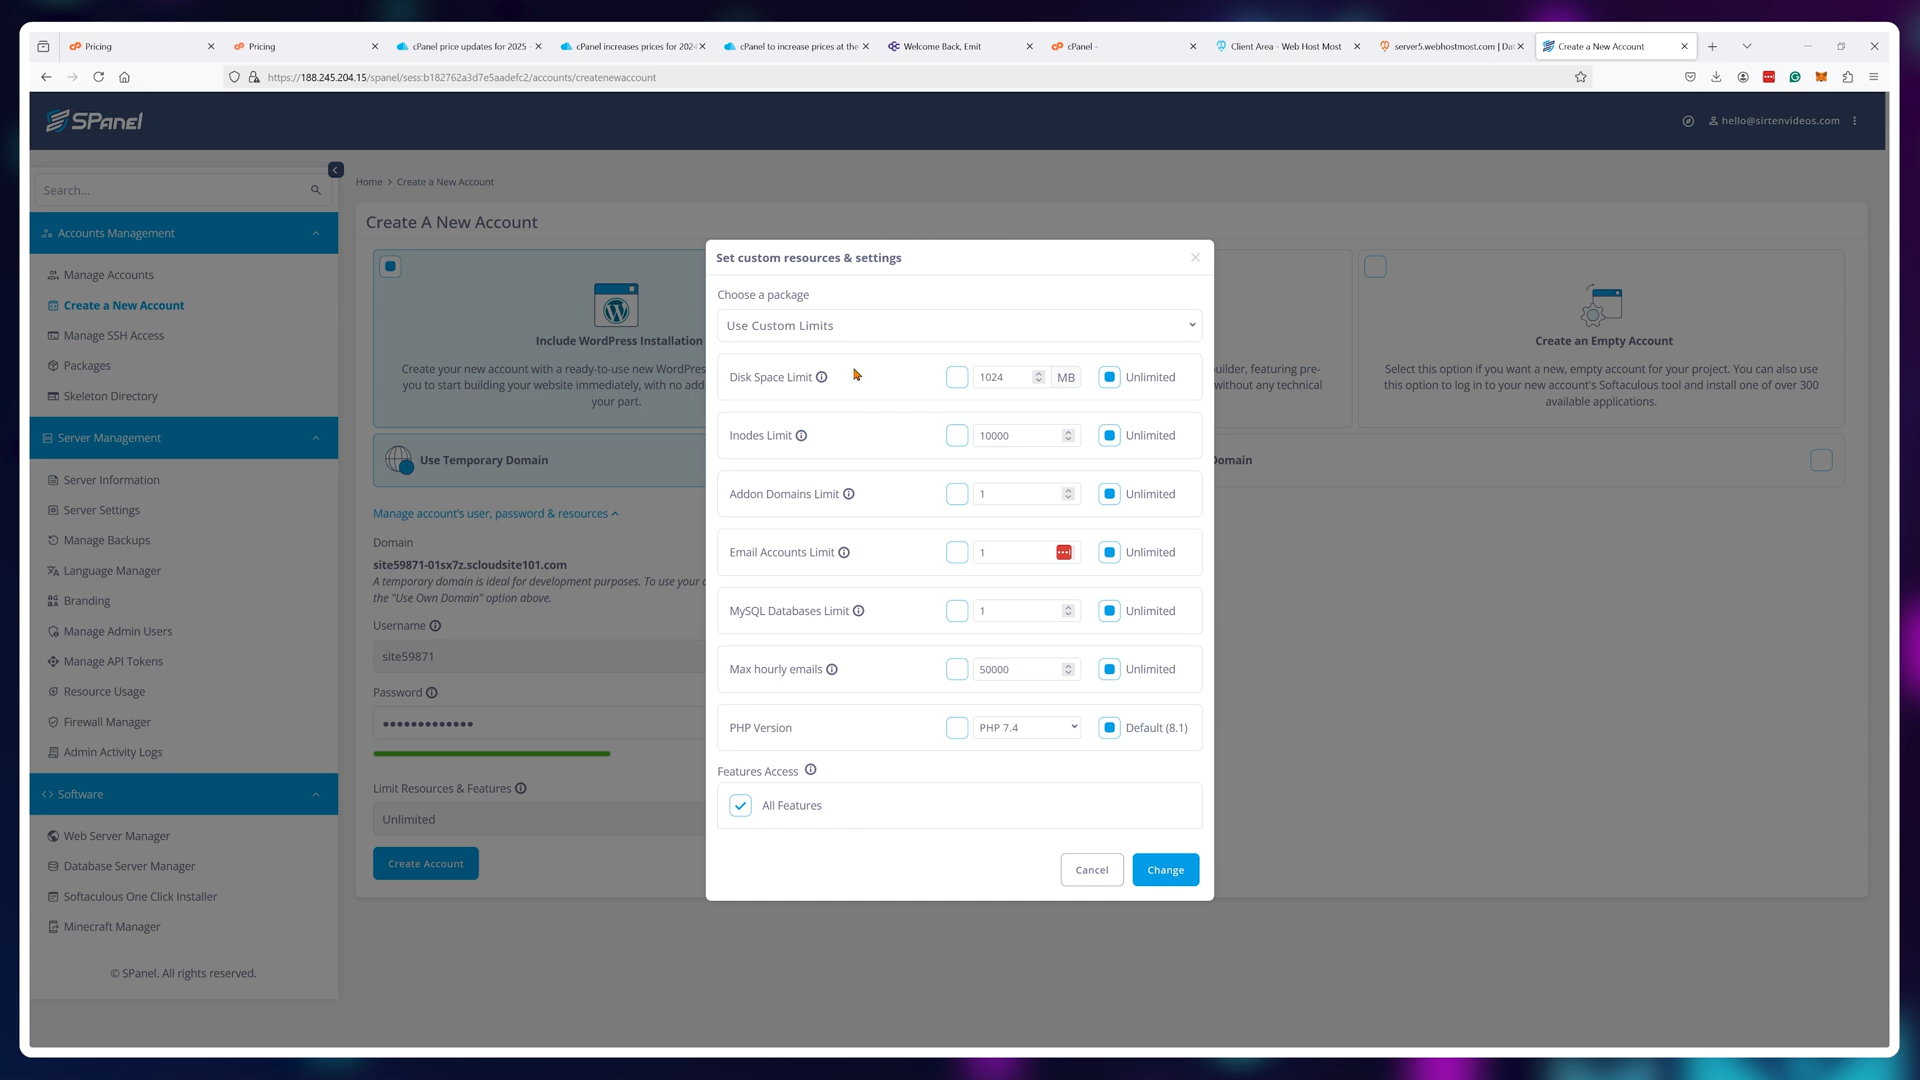 Pricing
Pricing
cPanel price updates for 2025 -
cPanel increases prices for 2024
cPanel to increase prices at the
Welcome Back, Emit
cPanel -
Client Area - Web Host Most
server5.webhostmost.com | Da
Create a New Account
https://188.245.204.15/spanel/sess:b182762a3d7e5aadefc2/accounts/createnewaccount
SPanel
hello@sirtenvideos.com
Search...
Home > Create a New Account
Accounts Management
Manage Accounts
Create a New Account
Manage SSH Access
Packages
Skeleton Directory
Server Management
Server Information
Server Settings
Manage Backups
Language Manager
Branding
Manage Admin Users
Manage API Tokens
Resource Usage
Firewall Manager
Admin Activity Logs
Software
Web Server Manager
Database Server Manager
Softaculous One Click Installer
Minecraft Manager
© SPanel. All rights reserved.
Create A New Account
Include WordPress Installation
Create your new account with a ready-to-use new WordPres
you to start building your website immediately, with no add
your part.
uilder, featuring pre-
without any technical
Create an Empty Account
Select this option if you want a new, empty account for your project. You can also use
this option to log in to your new account's Softaculous tool and install one of over 300
available applications.
Use Temporary Domain
Domain
Manage account's user, password & resources
Domain
site59871-01sx7z.scloudsite101.com
A temporary domain is ideal for development purposes. To use your
the "Use Own Domain" option above.
Username
site59871
Password
Limit Resources & Features
Unlimited
Create Account
Set custom resources & settings
Choose a package
Use Custom Limits
Disk Space Limit 1024 MB Unlimited
Inodes Limit 10000 Unlimited
Addon Domains Limit 1 Unlimited
Email Accounts Limit 1 Unlimited
MySQL Databases Limit 1 Unlimited
Max hourly emails 50000 Unlimited
PHP Version PHP 7.4 Default (8.1)
Features Access
All Features
Cancel
Change